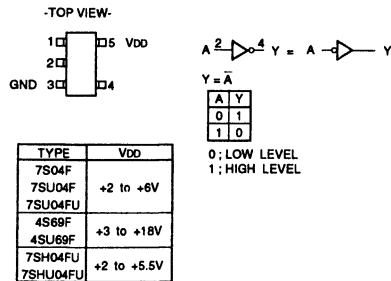 -TOP VIEW-
1 5 VDD
2
GND 3 4
A 2 4 Y = A Y
Y = A̅
A Y
0 1
1 0
0 ; LOW LEVEL
1 ; HIGH LEVEL
TYPE VDD
7S04F
7SU04F +2 to +6V
7SU04FU
4S69F +3 to +18V
4SU69F
7SH04FU +2 to +5.5V
7SHU04FU